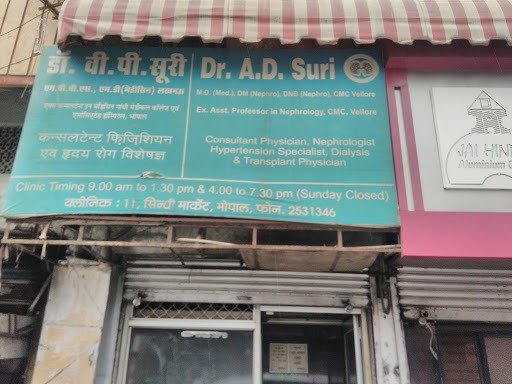 डा. वी.पी.सूरी
एम.बी.बी.एस., एम.डी(मेडीसिन) लखनऊ
कन्सलटेन्ट फ़िज़िशियन
एवं हृदय रोग विशेषज्ञ
Dr. A.D. Suri
M.D. (Med.), DM (Nephro), DNB (Nephro), CMC, Vellore
Ex. Asst. Professor in Nephrology, CMC, Vellore
Consultant Physician, Nephrologist
Hypertension Specialist, Dialysis
& Transplant Physician
Clinic Timing 9.00 am to 1.30 pm & 4.00 to 7.30 pm (Sunday Closed)
क्लीनिक : 11, सिन्धी मार्केट, भोपाल, फोन. 2531346
JAI HIND
Aluminium